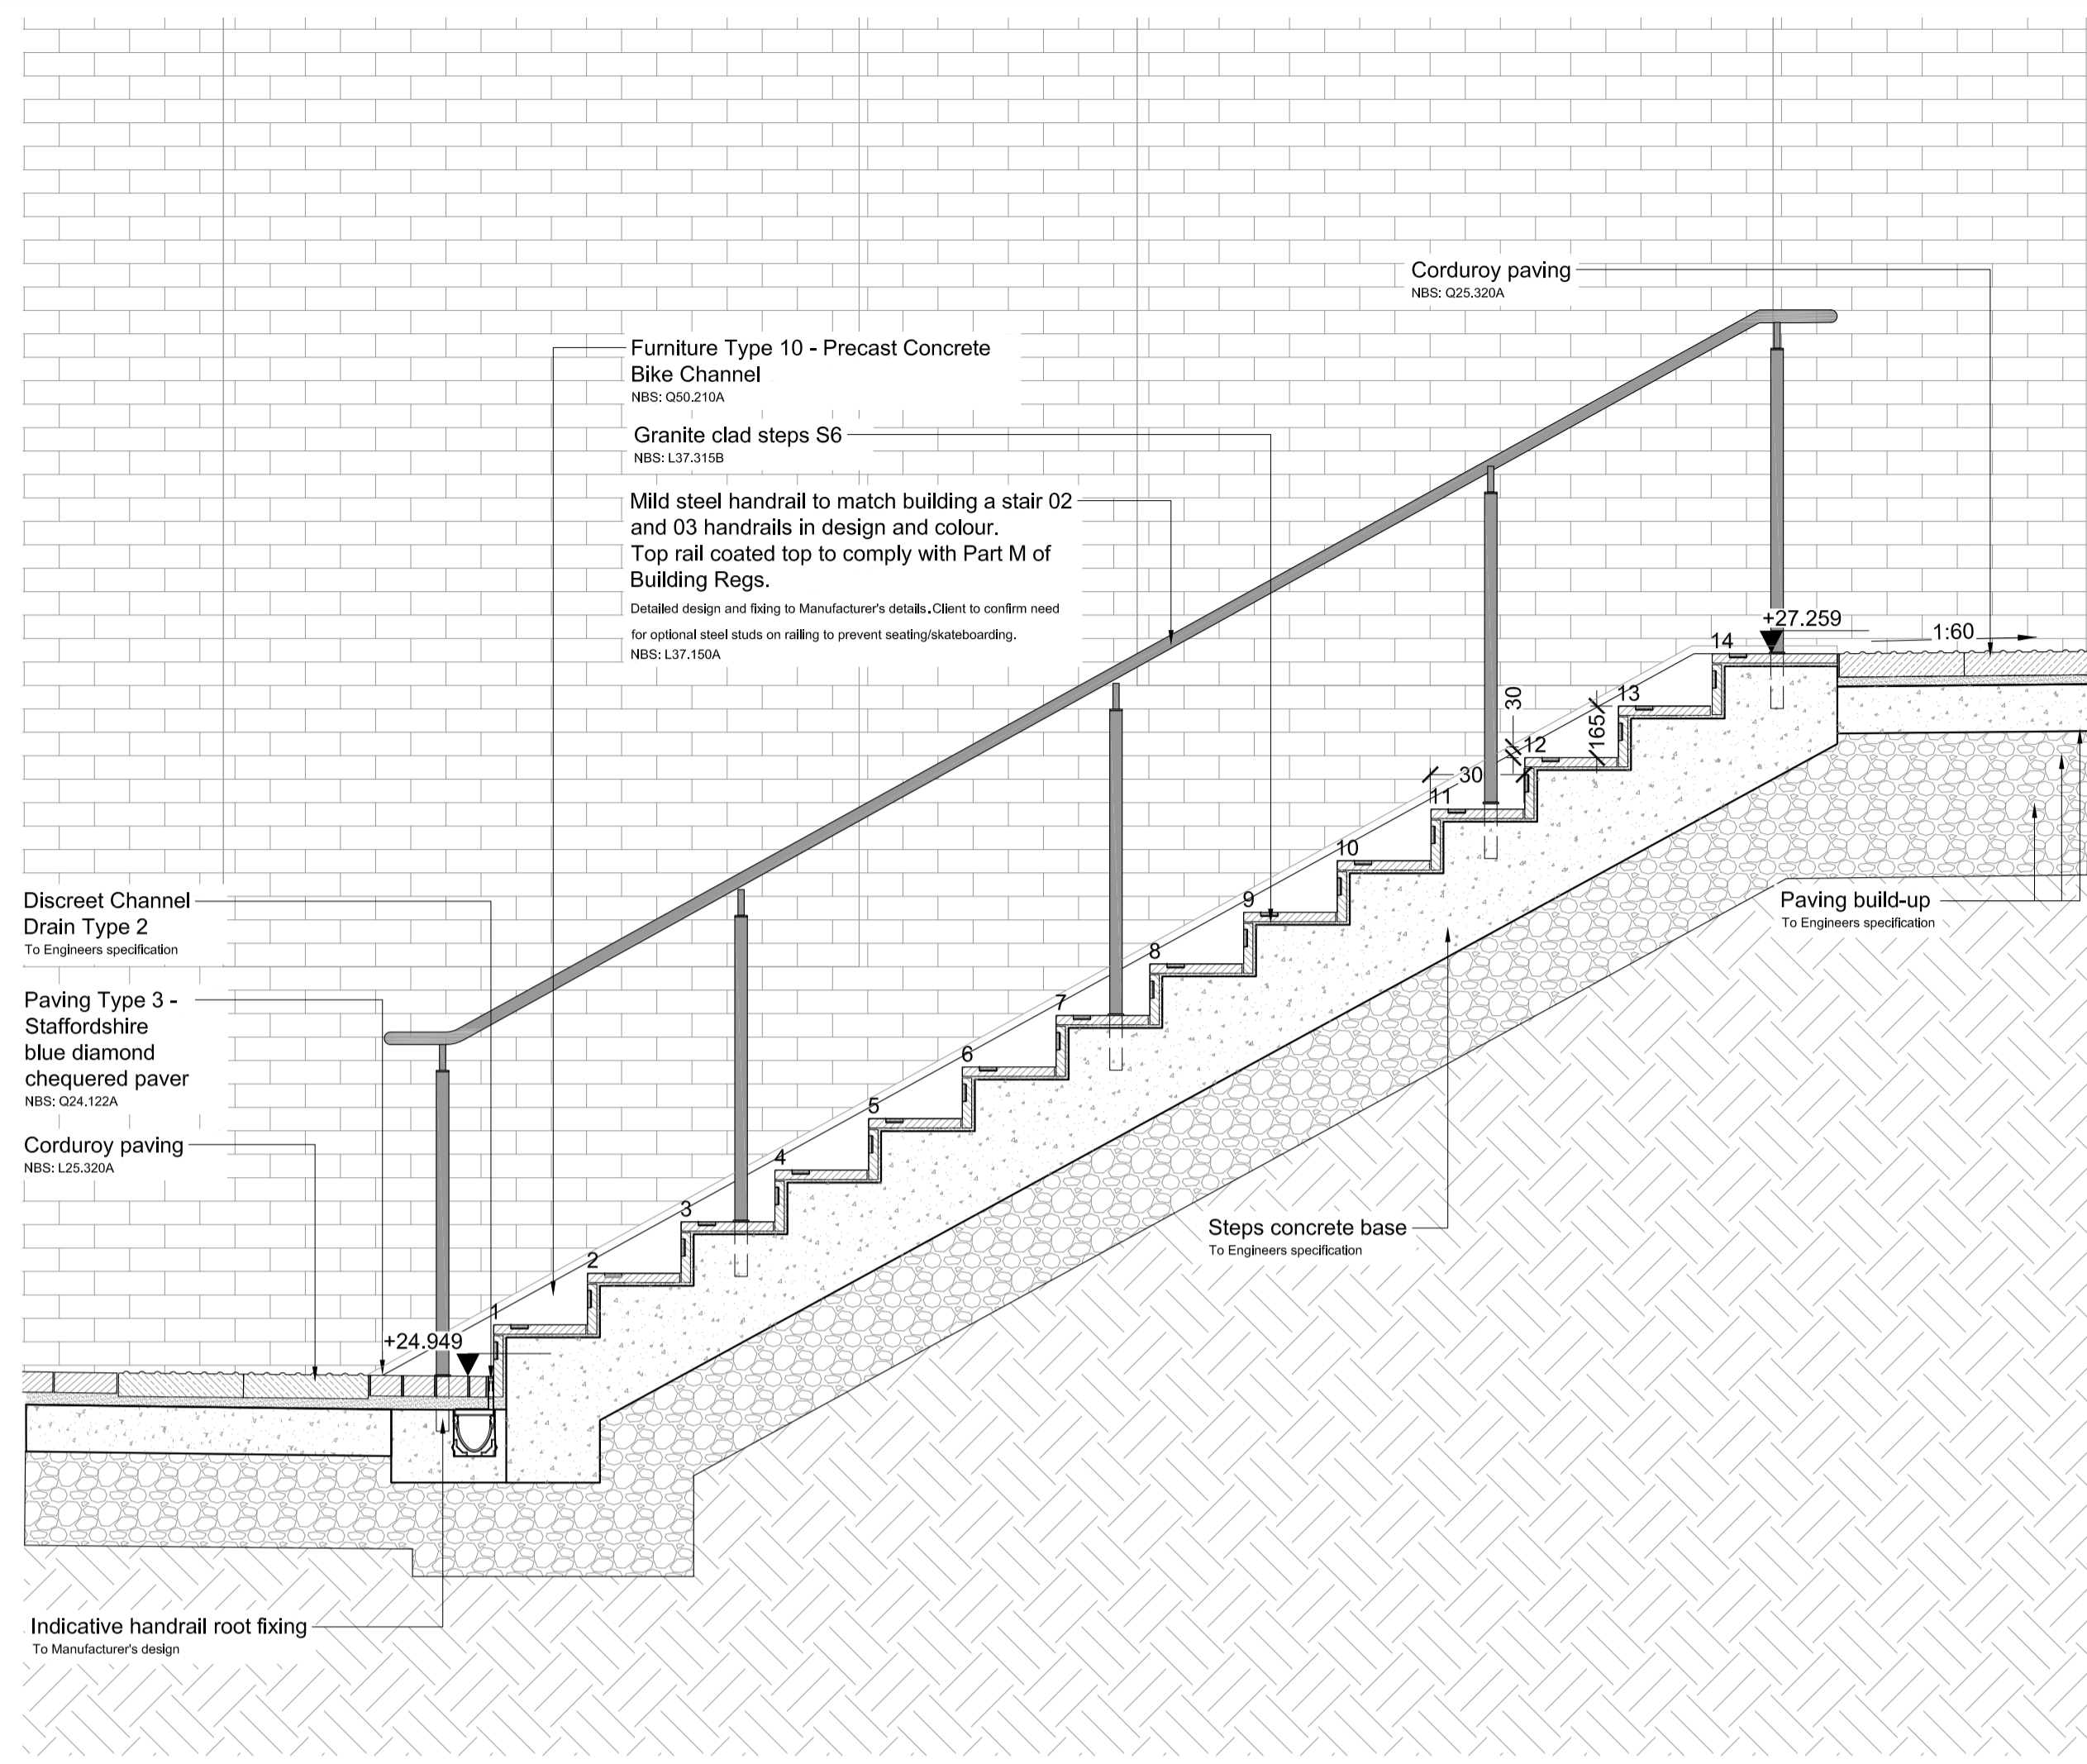 Corduroy paving
NBS: Q25.320A
Furniture Type 10 - Precast Concrete
Bike Channel
NBS: Q50.210A
Granite clad steps S6
NBS: L37.315B
Mild steel handrail to match building a stair 02
and 03 handrails in design and colour.
Top rail coated top to comply with Part M of
Building Regs.
Detailed design and fixing to Manufacturer's details. Client to confirm need
for optional steel studs on railing to prevent seating/skateboarding.
NBS: L37.150A
+27.259
1:60
14
13
30
165
12
30
11
10
9
8
7
6
5
4
3
2
1
Discreet Channel
Drain Type 2
To Engineers specification
Paving Type 3 -
Staffordshire
blue diamond
chequered paver
NBS: Q24.122A
Corduroy paving
NBS: L25.320A
+24.949
Paving build-up
To Engineers specification
Steps concrete base
To Engineers specification
Indicative handrail root fixing
To Manufacturer's design